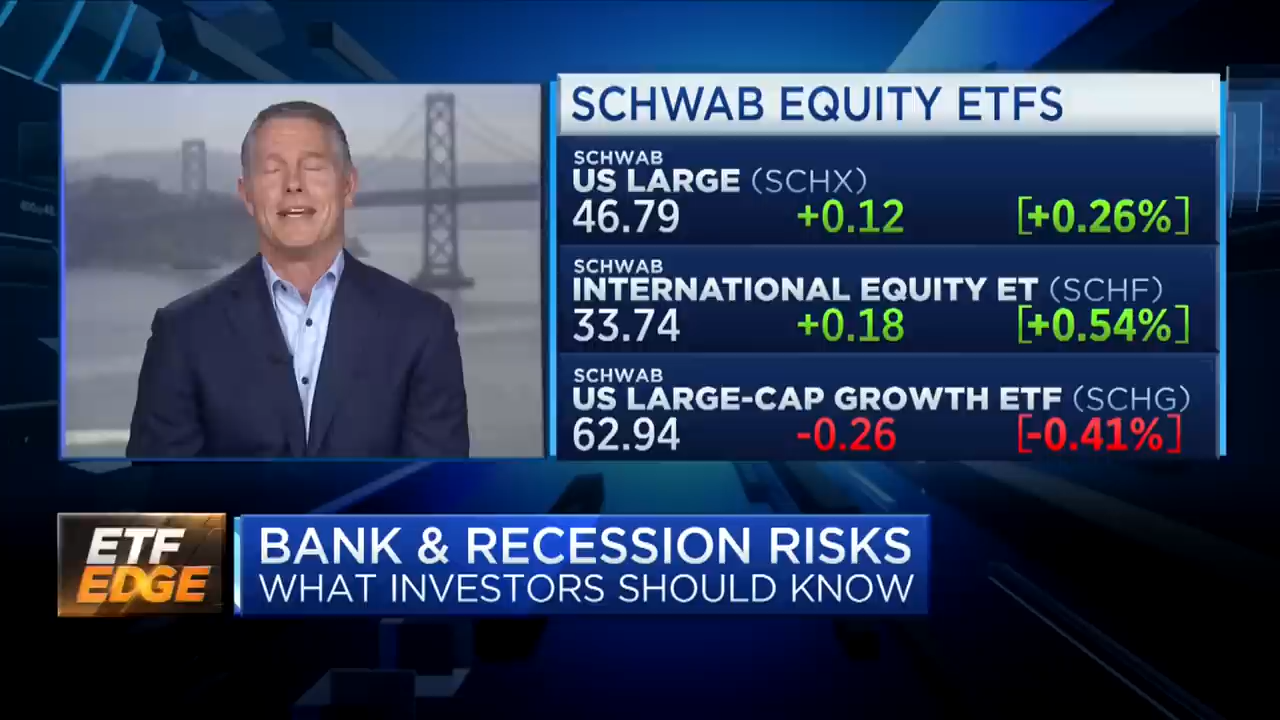 SCHWAB EQUITY ETFS
SCHWAB
US LARGE (SCHX)
46.79 +0.12 [+0.26%]
SCHWAB
INTERNATIONAL EQUITY ET (SCHF)
33.74 +0.18 [+0.54%]
SCHWAB
US LARGE-CAP GROWTH ETF (SCHG)
62.94 -0.26 [-0.41%]
ETF
EDGE
BANK & RECESSION RISKS
WHAT INVESTORS SHOULD KNOW